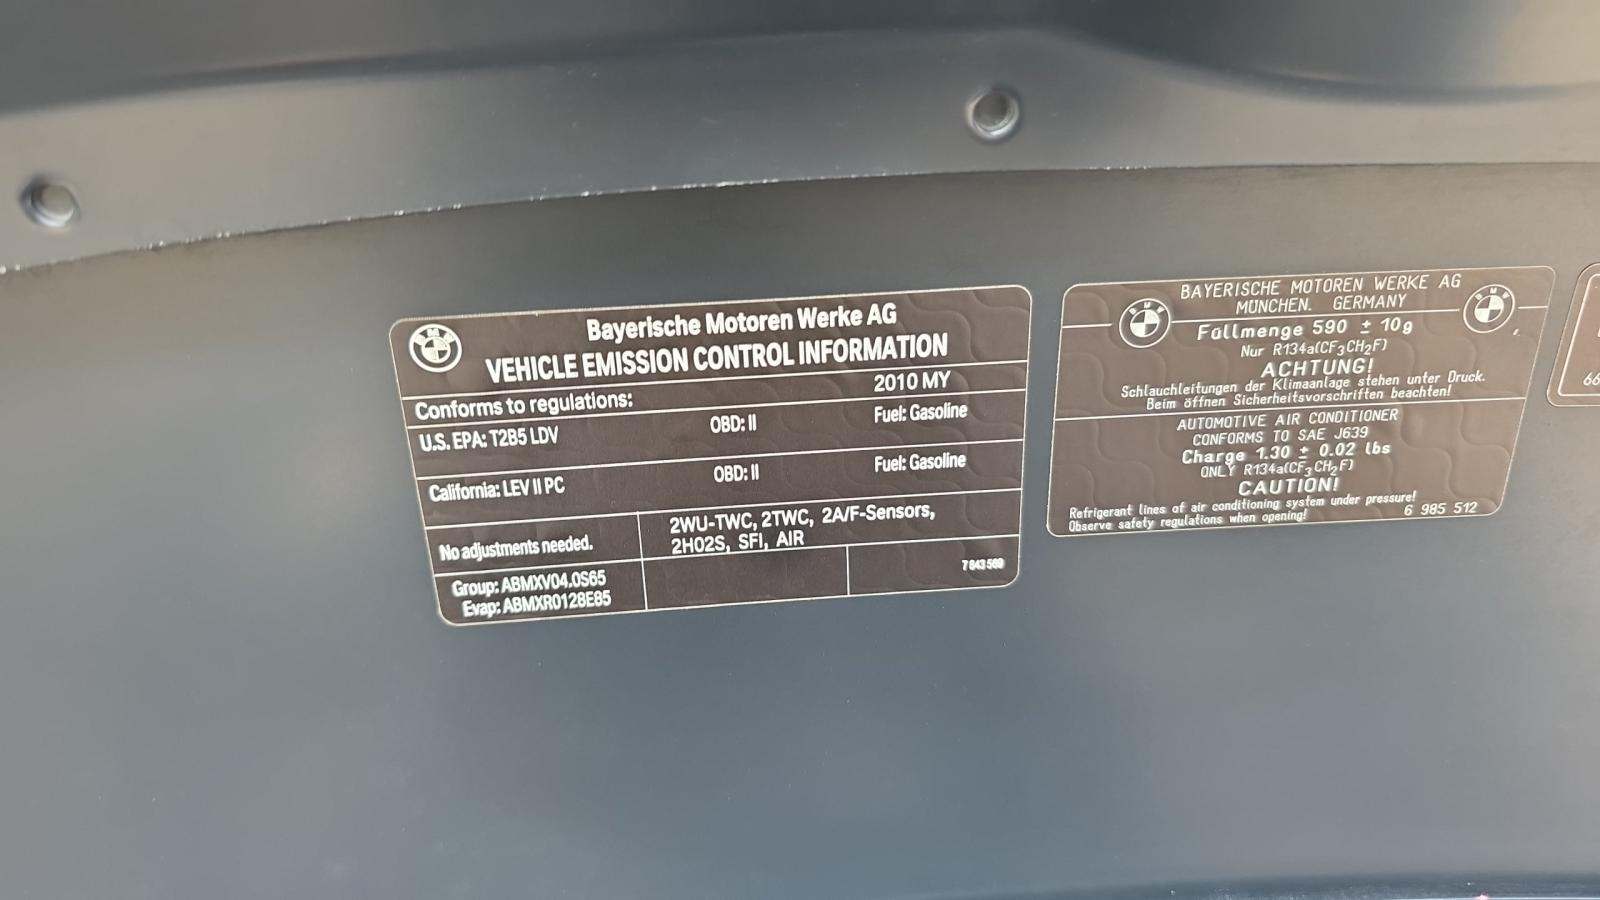 Bayerische Motoren Werke AG
VEHICLE EMISSION CONTROL INFORMATION
Conforms to regulations: 2010 MY
U.S. EPA: T2B5 LDV OBD: II Fuel: Gasoline
California: LEV II PC OBD: II Fuel: Gasoline
No adjustments needed. 2WU-TWC, 2TWC, 2A/F-Sensors,
2HO2S, SFI, AIR
Group: ABMXV04.0S65
Evap: ABMXR0128E85
7 843 569
BAYERISCHE MOTOREN WERKE AG
MÜNCHEN. GERMANY
Füllmenge 590 ± 10g
Nur R134a(CF3CH2F)
ACHTUNG!
Schlauchleitungen der Klimaanlage stehen unter Druck.
Beim öffnen Sicherheitsvorschriften beachten!
AUTOMOTIVE AIR CONDITIONER
CONFORMS TO SAE J639
Charge 1.30 ± 0.02 lbs
ONLY R134a(CF3CH2F)
CAUTION!
Refrigerant lines of air conditioning system under pressure!
Observe safety regulations when opening!
6 985 512
66